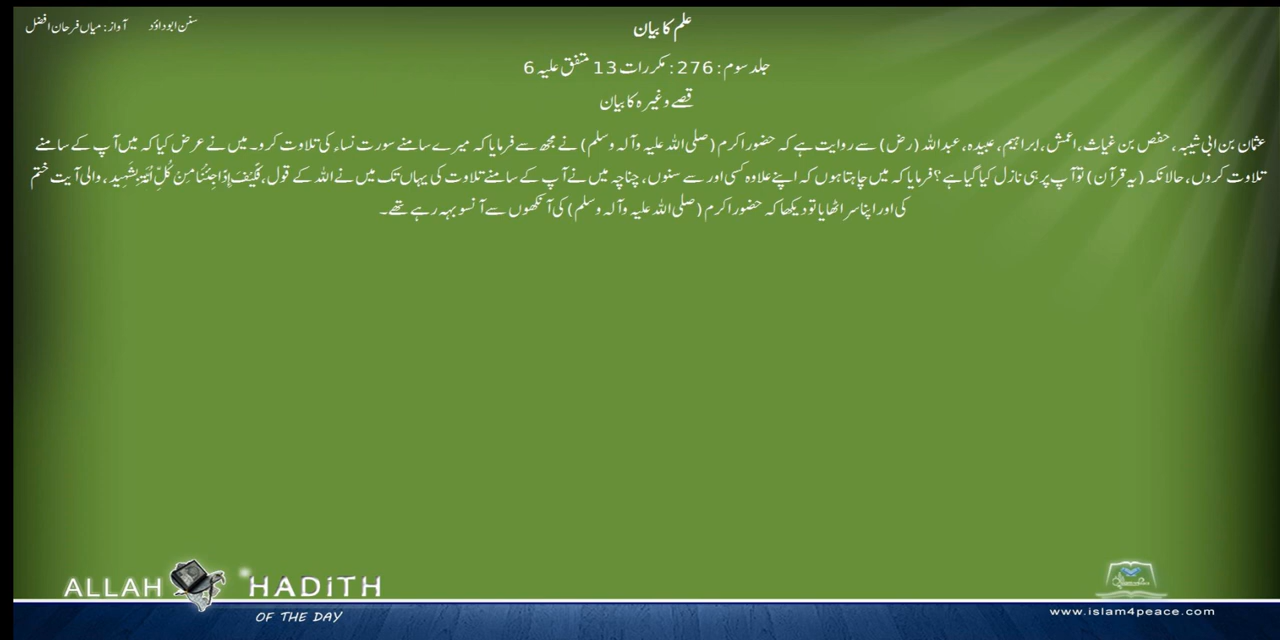 سنن ابوداؤد آواز: میاں فرحان افضل
علم کا بیان
جلد سوم: 276: مکررات 13 متفق علیہ 6
قصے وغیرہ کا بیان
عثمان بن ابی شیبہ، حفص بن غیاث، اعمش، ابراہیم، عبیدہ، عبداللہ (رض) سے روایت ہے کہ حضور اکرم (صلی اللہ علیہ وآلہ وسلم) نے مجھ سے فرمایا کہ میرے سامنے سورت نساء کی تلاوت کرو۔ میں نے عرض کیا کہ میں آپ کے سامنے
تلاوت کروں، حالانکہ (یہ قرآن) تو آپ پر ہی نازل کیا گیا ہے؟ فرمایا کہ میں چاہتا ہوں کہ اپنے علاوہ کسی اور سے سنوں، چناچہ میں نے آپ کے سامنے تلاوت کی یہاں تک میں نے اللہ کے قول، فَكَيْفَ إِذَا جِئْنَا مِنْ كُلِّ أُمَّةٍ بِشَهِيد، والی آیت ختم
کی اور اپنا سر اٹھایا تو دیکھا کہ حضور اکرم (صلی اللہ علیہ وآلہ وسلم) کی آنکھوں سے آنسو بہہ رہے تھے۔
ALLAH HADITH
OF THE DAY
www.islam4peace.com